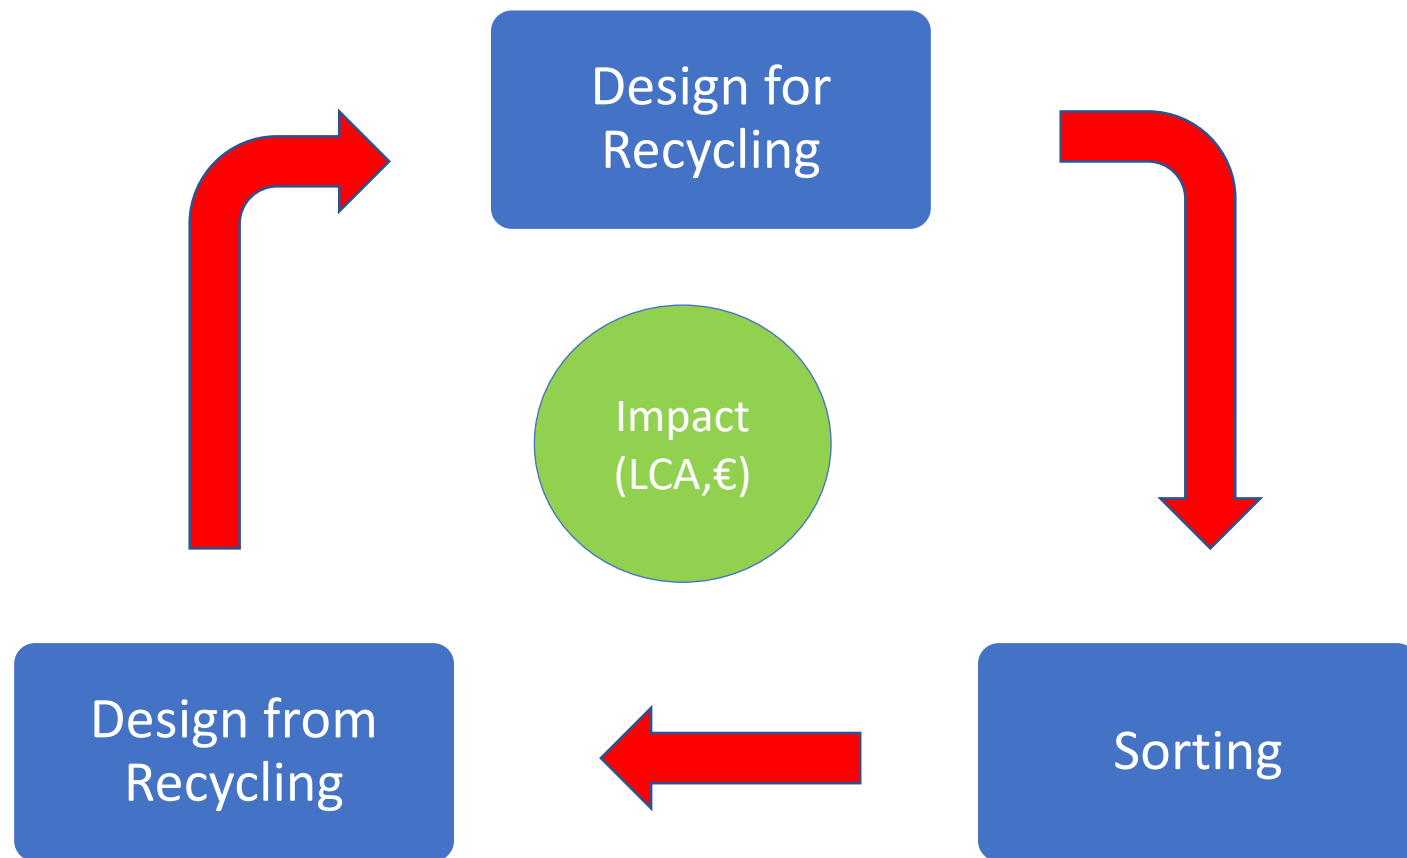 Design for
Recycling
Impact
(LCA,€)
Design from
Recycling
Sorting